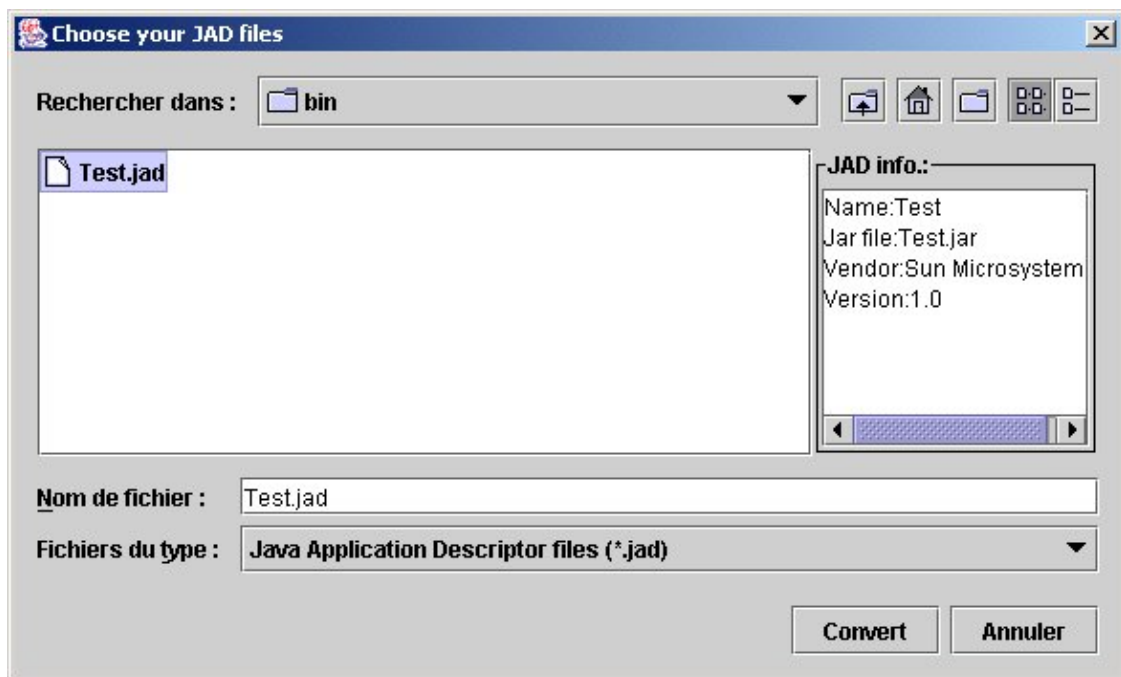 Choose your JAD files
Rechercher dans :
bin
Test.jad
JAD info.:
Name:Test
Jar file:Test.jar
Vendor:Sun Microsystem
Version:1.0
Nom de fichier :
Test.jad
Fichiers du type :
Java Application Descriptor files (*.jad)
Convert
Annuler